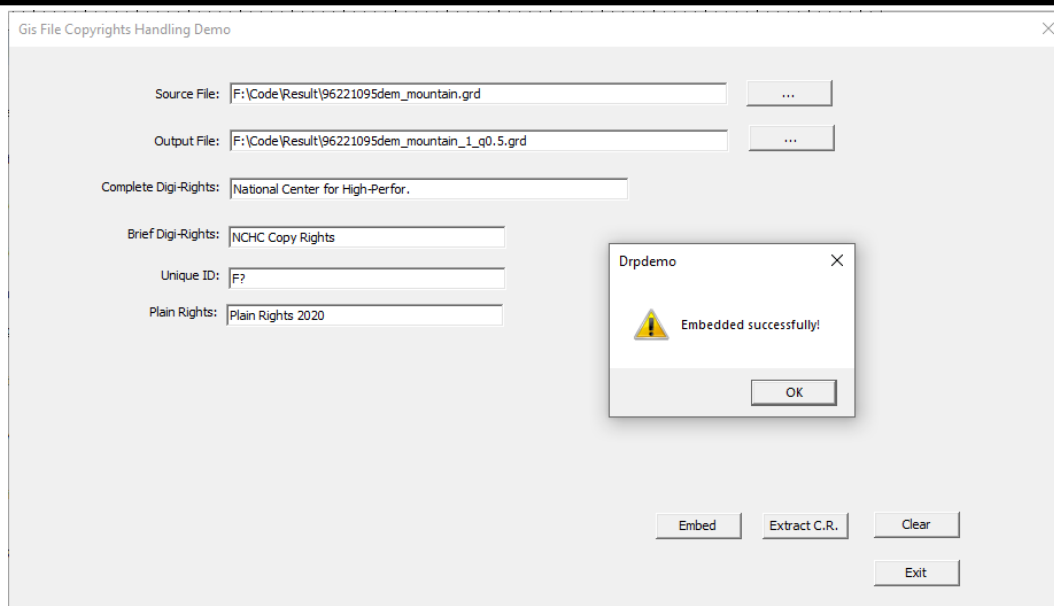 Gis File Copyrights Handling Demo
Source File: F:\Code\Result\96221095dem_mountain.grd ...
Output File: F:\Code\Result\96221095dem_mountain_1_q0.5.grd ...
Complete Digi-Rights: National Center for High-Perfor.
Brief Digi-Rights: NCHC Copy Rights
Unique ID: F?
Plain Rights: Plain Rights 2020
Drpdemo
Embedded successfully!
OK
Embed Extract C.R. Clear
Exit